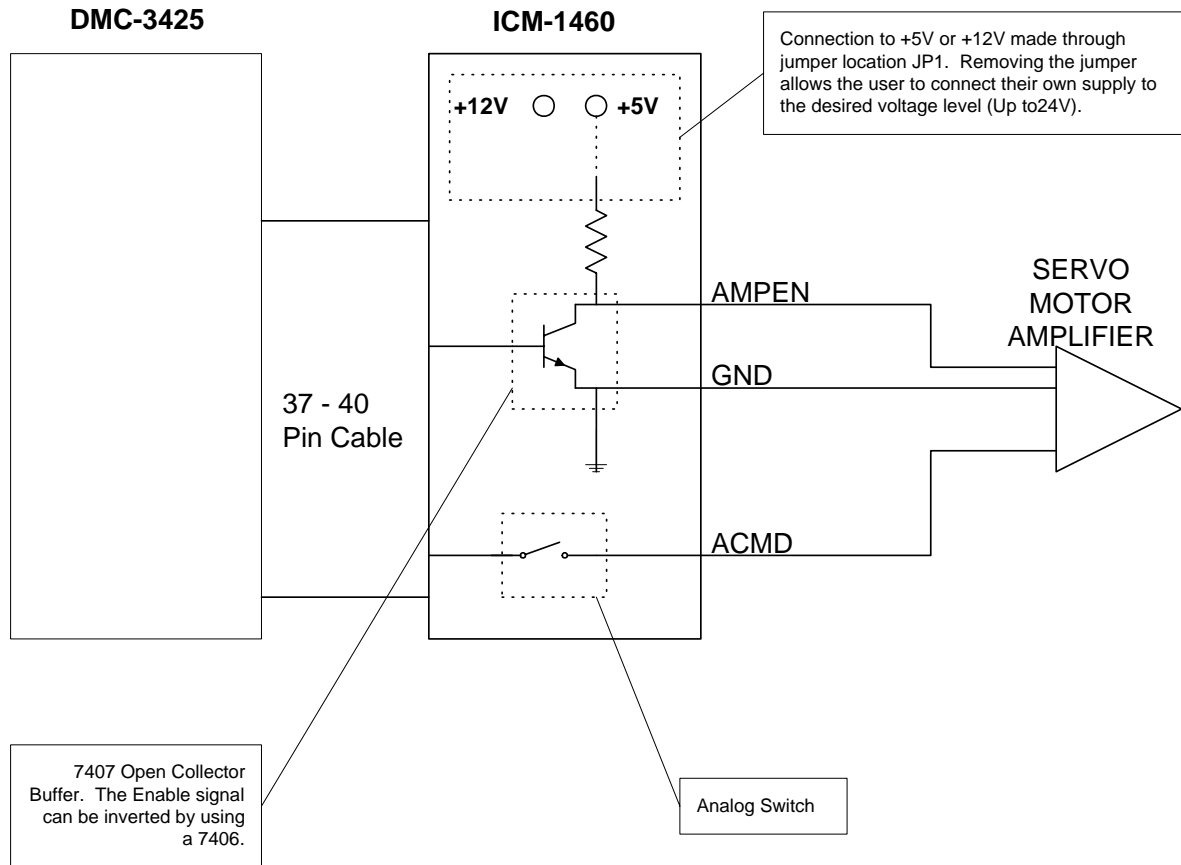 DMC-3425
ICM-1460
Connection to +5V or +12V made through
jumper location JP1. Removing the jumper
allows the user to connect their own supply to
the desired voltage level (Up to24V).
+12V
+5V
SERVO
MOTOR
AMPLIFIER
AMPEN
GND
37 - 40
Pin Cable
ACMD
7407 Open Collector
Buffer. The Enable signal
can be inverted by using
a 7406.
Analog Switch